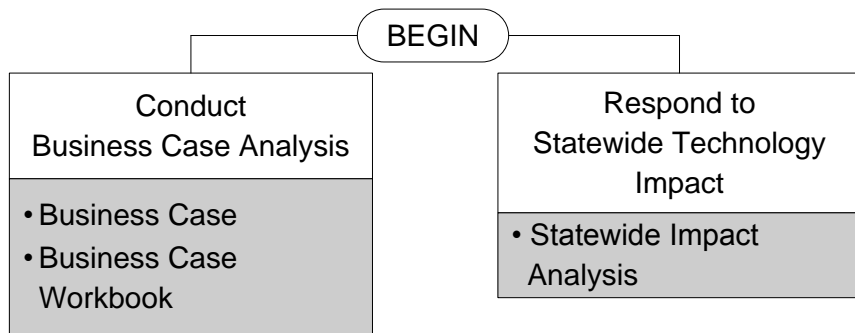 BEGIN
Conduct
Business Case Analysis
• Business Case
• Business Case
Workbook
Respond to
Statewide Technology
Impact
• Statewide Impact
Analysis